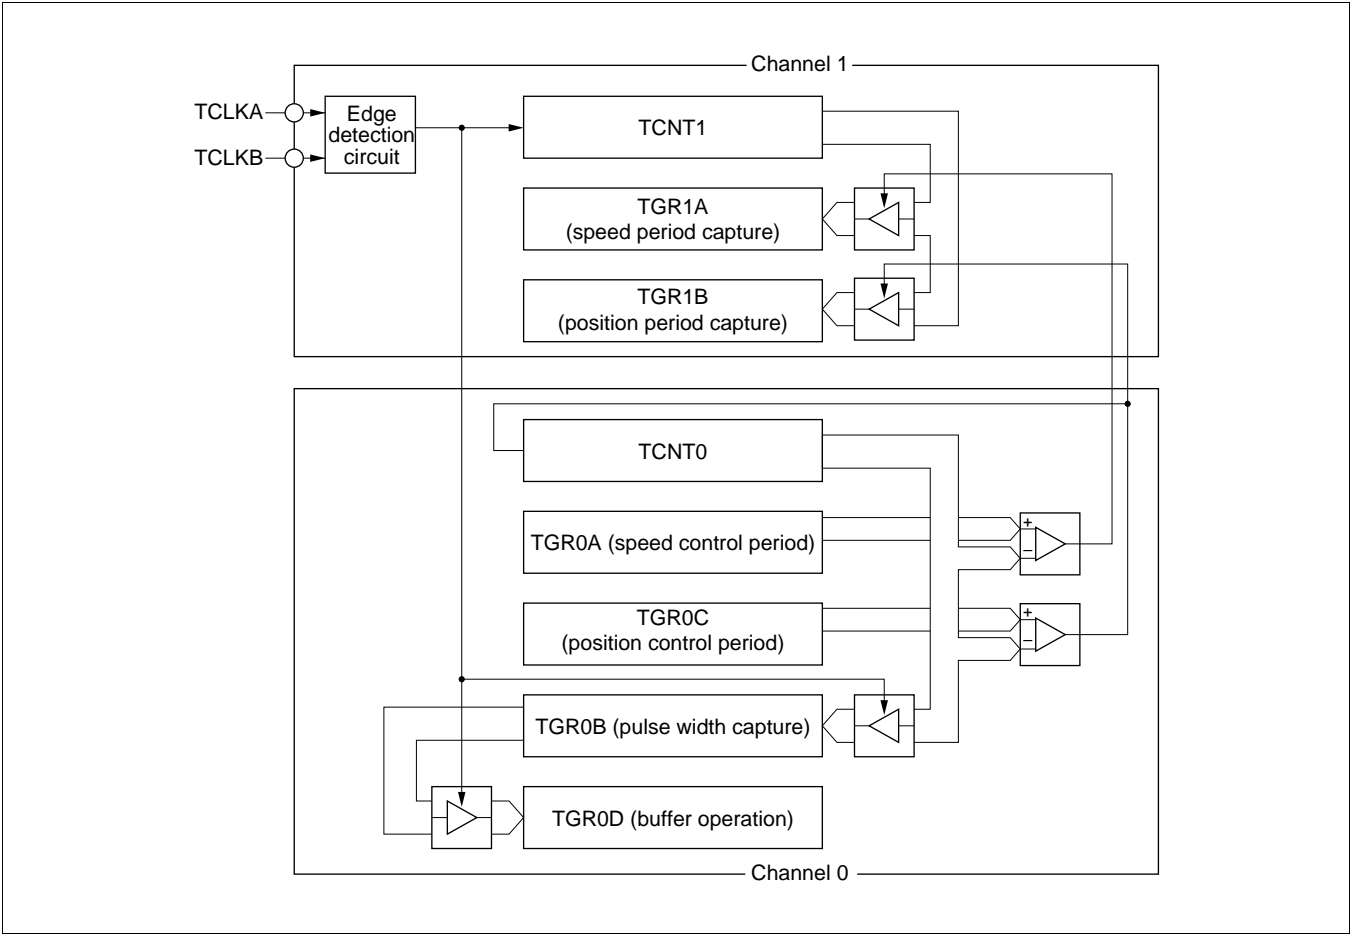 Channel 1
TCLKA
TCLKB
Edge
detection
circuit
TCNT1
TGR1A
(speed period capture)
TGR1B
(position period capture)
TCNT0
TGR0A (speed control period)
+
−
TGR0C
(position control period)
+
−
TGR0B (pulse width capture)
TGR0D (buffer operation)
Channel 0